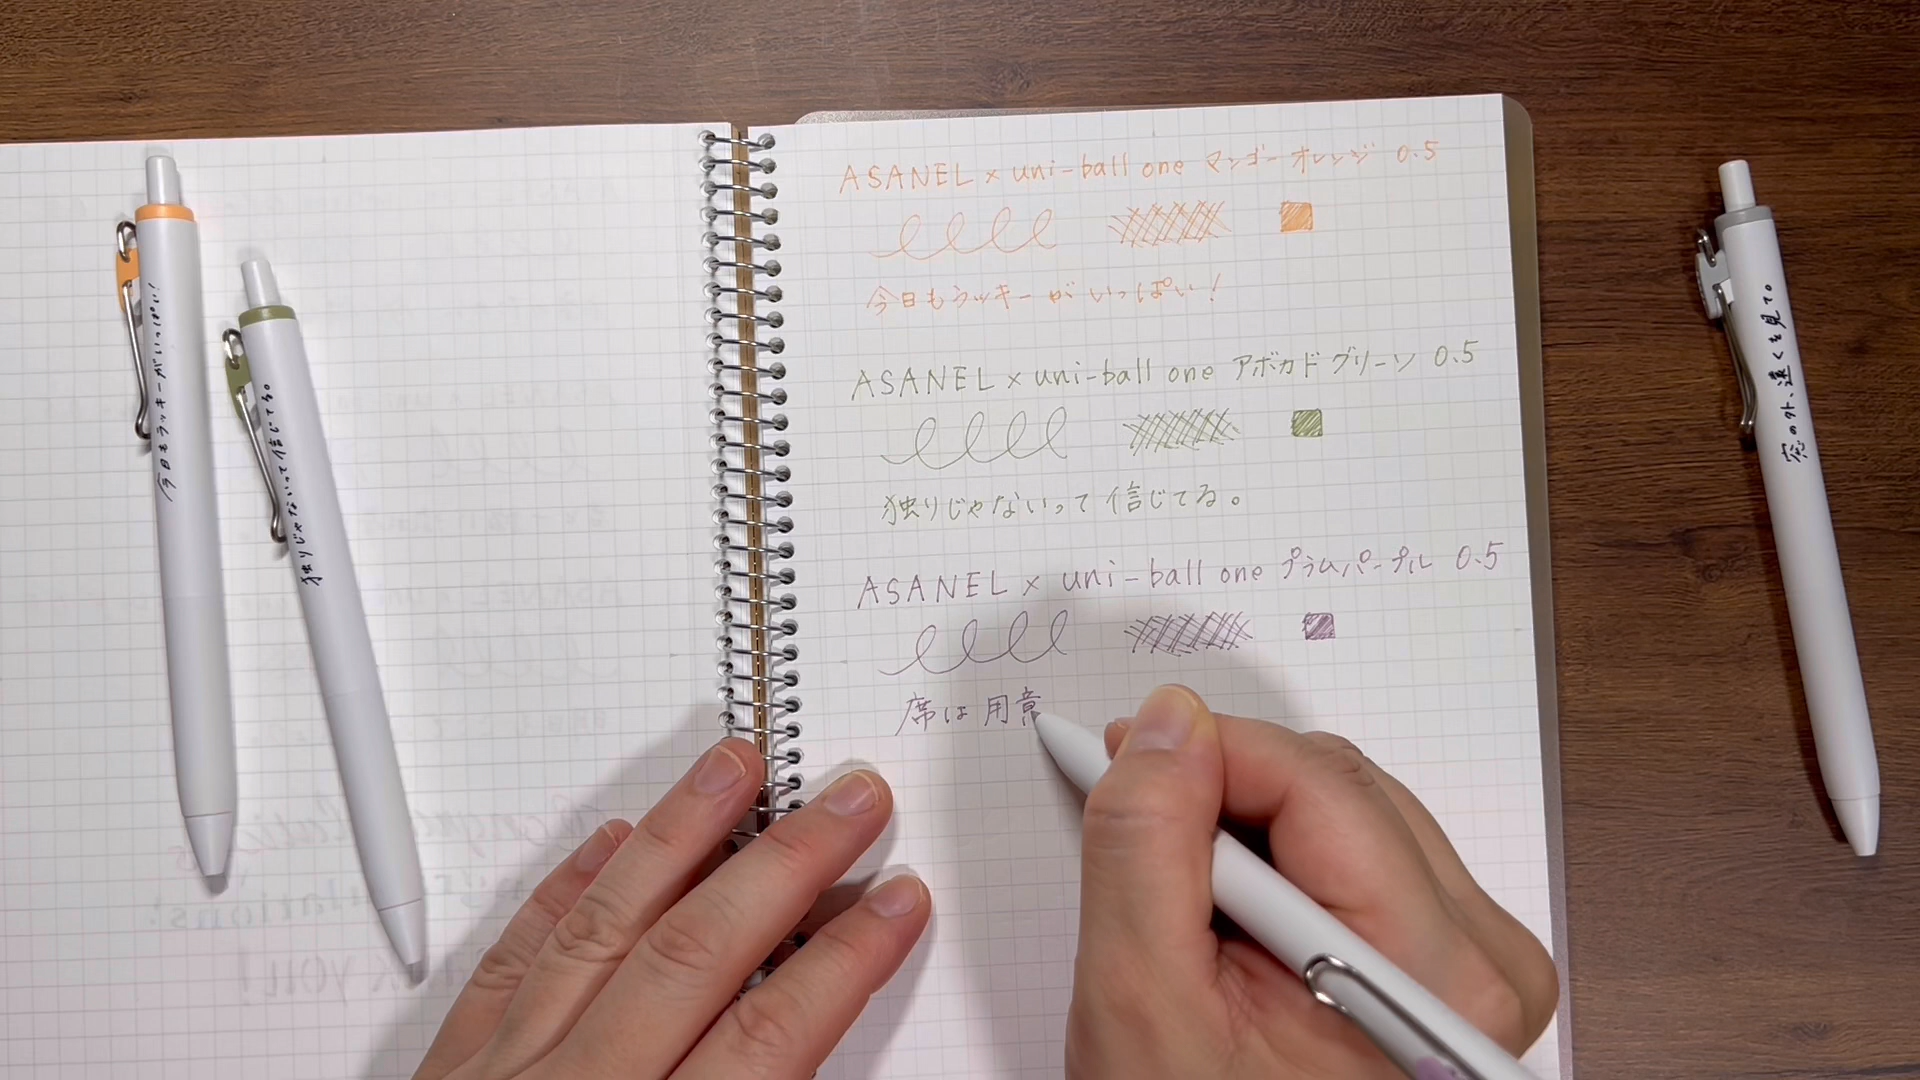 ASANEL × uni-ball one マンゴーオレンジ 0.5
今日もラッキーがいっぱい!
ASANEL × uni-ball one アボカドグリーン 0.5
独りじゃないって信じてる。
ASANEL × uni-ball one プラムパープル 0.5
席は用意
今日もラッキーがいっぱい!
独りじゃないって信じてる。
窓の外、遠くを見て。